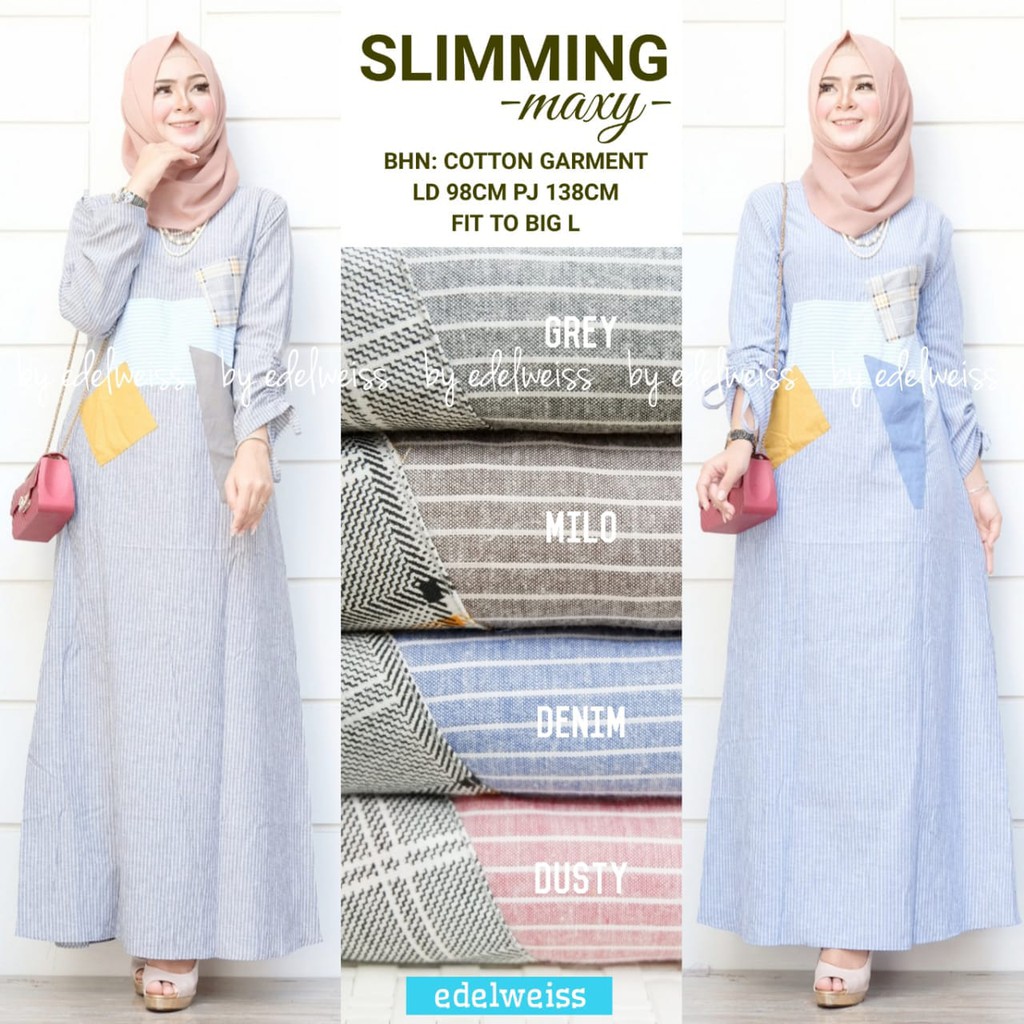 SLIMMING
-maxy-
BHN: COTTON GARMENT
LD 98CM PJ 138CM
FIT TO BIG L
GREY
by edelweiss by edelweiss by edelweiss by edelweiss by edelweiss
MILO
DENIM
DUSTY
edelweiss